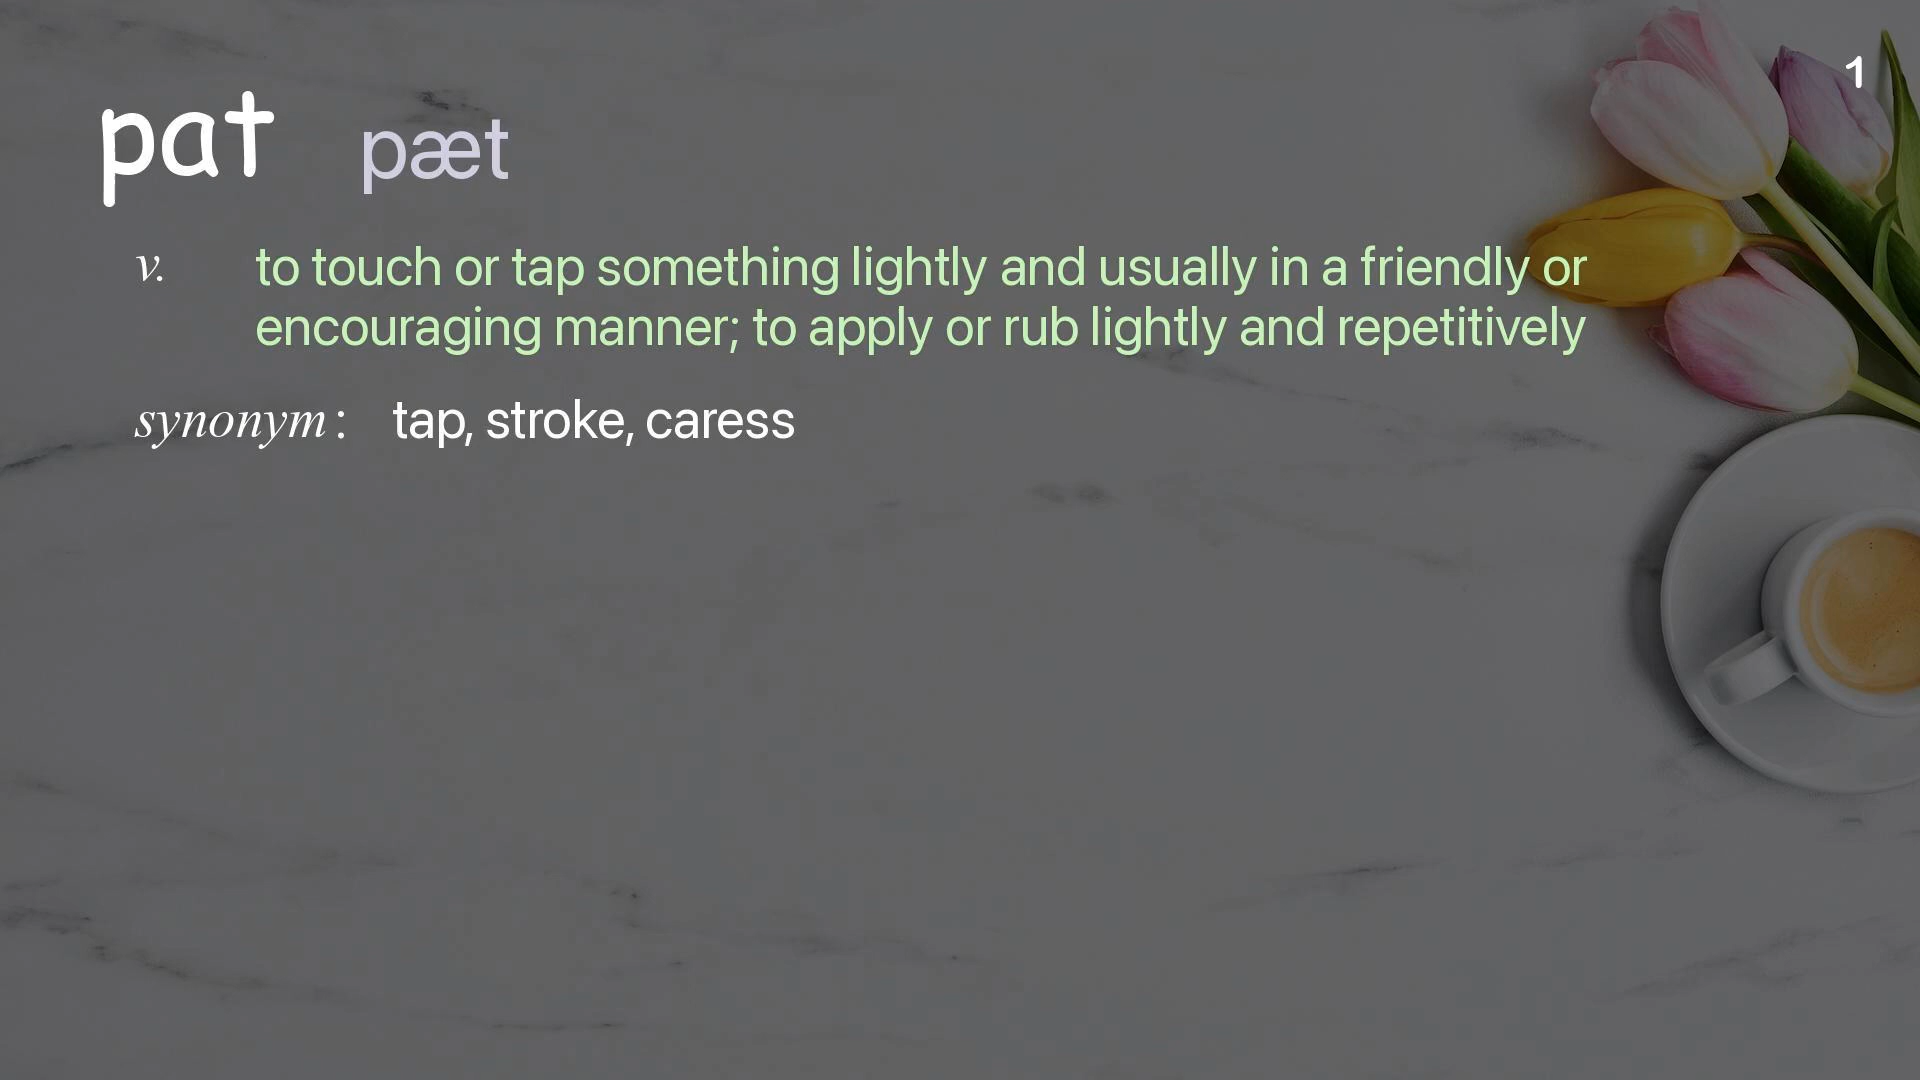 1
pat pæt
v. to touch or tap something lightly and usually in a friendly or
encouraging manner; to apply or rub lightly and repetitively
synonym : tap, stroke, caress